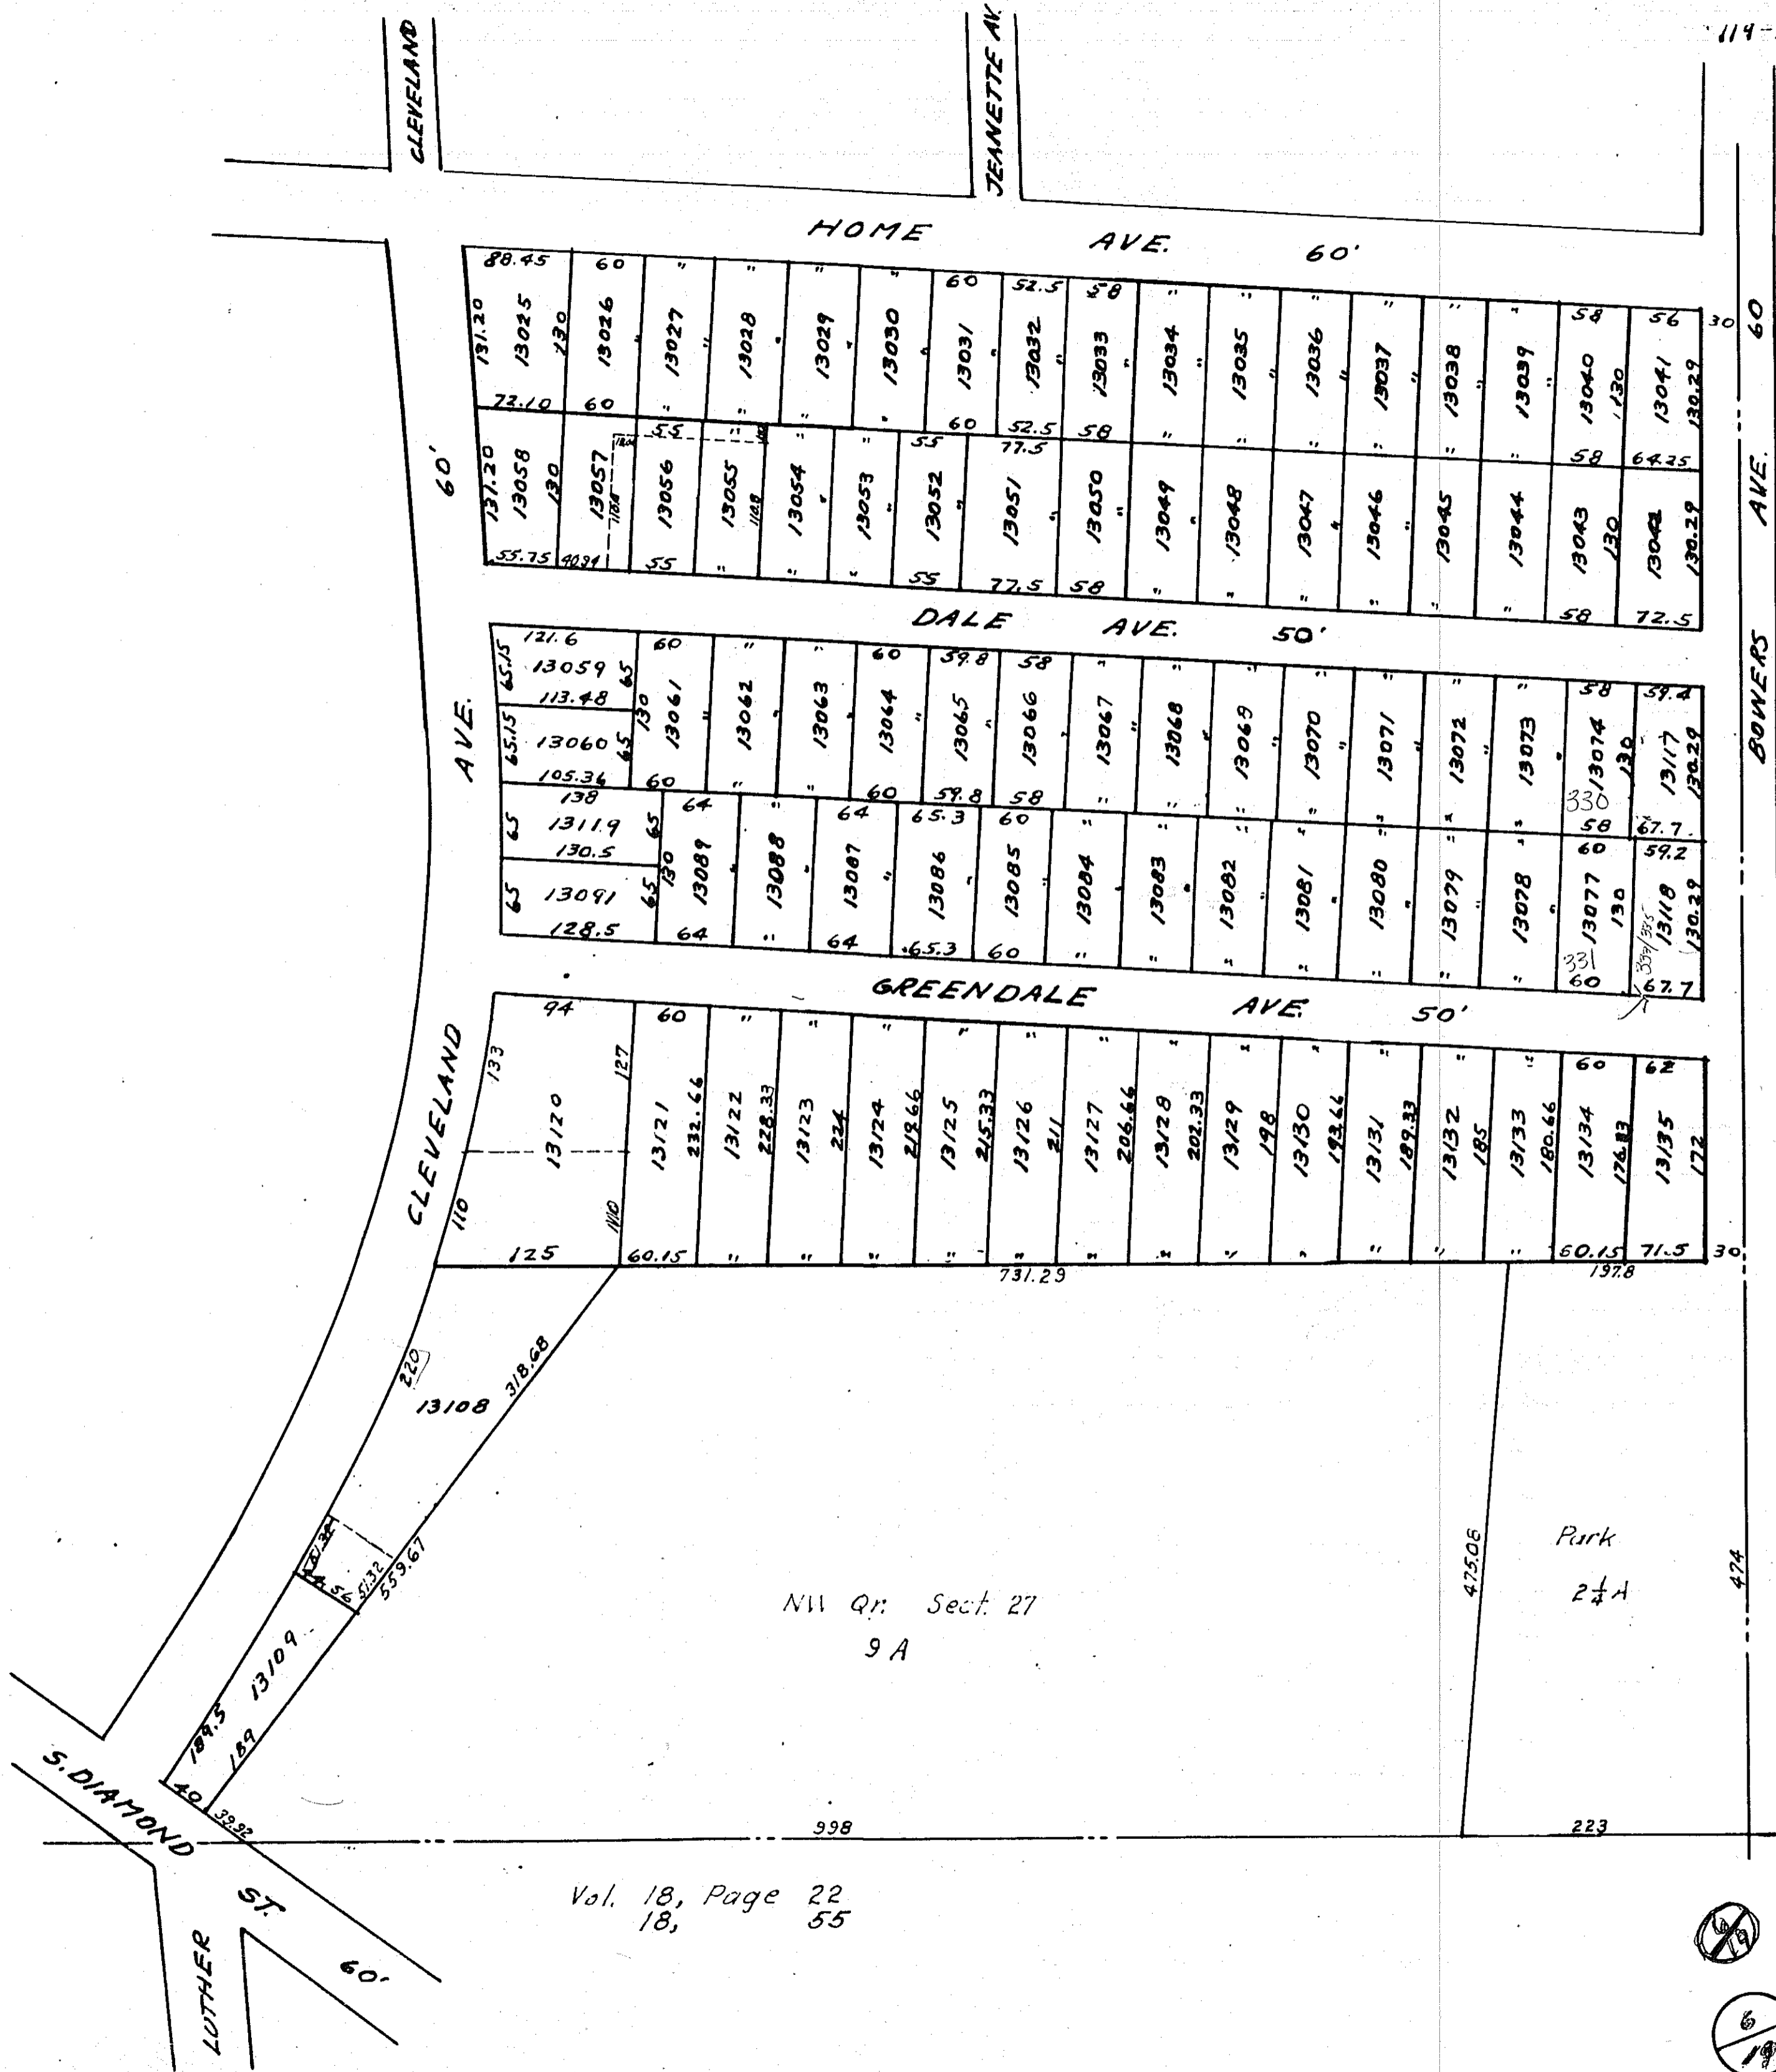 119-
CLEVELAND
JEANETTE AV.
HOME AVE. 60'
88.45 60 " " " " 60 52.5 58 " " " " " " 58 56 30
131.20 13025 130 13026 " 13027 " 13028 " 13029 " 13030 " 13031 " 13032 " 13033 " 13034 " 13035 " 13036 " 13037 " 13038 " 13039 " 13040 130 13041 130.29
72.10 60 " " " " 60 52.5 58 " " " " " " 58 64.25
60
AVE.
BOWERS
60'
55 " " " 55 77.5
131.20 13058 130 13057 110.8 13056 13055 110.8 13054 " 13053 " 13052 " 13051 " 13050 " 13049 " 13048 " 13047 " 13046 " 13045 13044 13043 130 13042 130.29
55.75 40.94 55 " " " 55 77.5 58 " " " " " " 58 72.5
DALE AVE. 50'
AVE.
121.6 60 " " 60 59.8 58 " " " " " " " 58 59.4
65.15 13059 65
113.48
65.15 13060 65
105.36
130 13061 " 13062 " 13063 " 13064 " 13065 " 13066 " 13067 " 13068 " 13069 " 13070 " 13071 " 13072 " 13073 " 13074 130 13117 130.29
330
60 " " 60 59.8 58 " " " " " " " 58 67.7
138 64 " 64 65.3 60 " " " " " " " 60 59.2
65 13119 65
130.5
65 13091 65
128.5
130 13089 " 13088 " 13087 " 13086 " 13085 " 13084 " 13083 " 13082 " 13081 " 13080 " 13079 " 13078 " 13077 130 13118 130.29
331 333/335
64 " 64 65.3 60 " " " " " " " 60 67.7
GREENDALE AVE. 50'
CLEVELAND
94 60 " " " " " " " " " " " " 60 62
133 13120 127 13121 232.66 13122 228.33 13123 224 13124 219.66 13125 215.33 13126 211 13127 206.66 13128 202.33 13129 198 13130 193.66 13131 189.33 13132 185 13133 180.66 13134 176.33 13135 172
110 110
125 60.15 " " " " " " " " " " " " 60.15 71.5 30
731.29 197.8
220
13108
318.68
51.32
44.56
51.32
559.67
475.08
Park
2¼ A
474
NW Qr. Sect. 27
9 A
13109
189.5
189
40
39.92
S. DIAMOND ST. 60'
998 223
Vol. 18, Page 22
18, 55
LUTHER
6
19